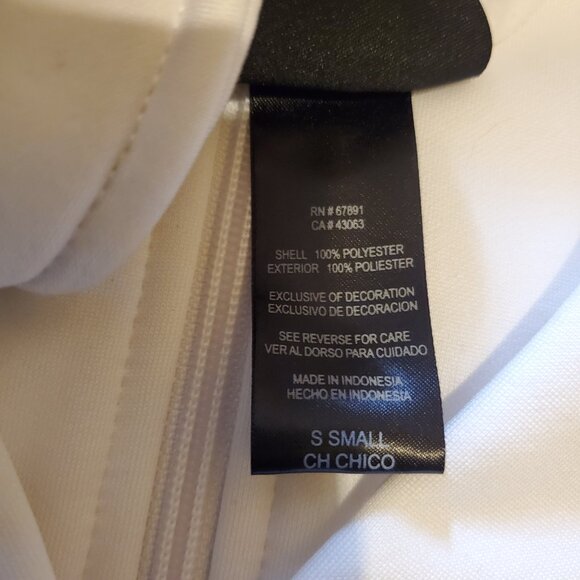 RN # 67891
CA# 43063
SHELL 100% POLYESTER
EXTERIOR 100% POLIESTER
EXCLUSIVE OF DECORATION
EXCLUSIVO DE DECORACION
SEE REVERSE FOR CARE
VER AL DORSO PARA CUIDADO
MADE IN INDONESIA
HECHO EN INDONESIA
S SMALL
CH CHICO